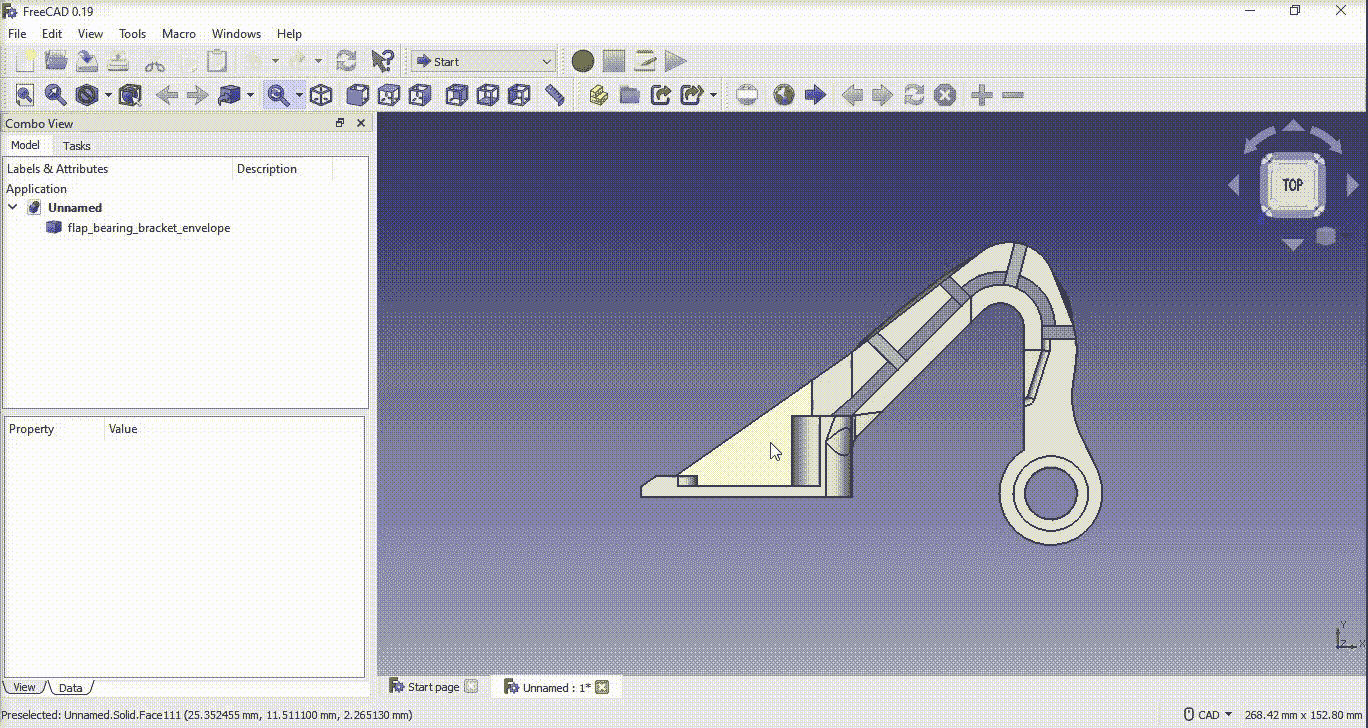 FreeCAD 0.19
File Edit View Tools Macro Windows Help
Start
Combo View
Model Tasks
Labels & Attributes Description
Application
Unnamed
flap_bearing_bracket_envelope
TOP
Property Value
Y
Z X
View Data
Start page Unnamed : 1*
Preselected: Unnamed.Solid.Face111 (25.352455 mm, 11.511100 mm, 2.265130 mm) CAD 268.42 mm x 152.80 mm